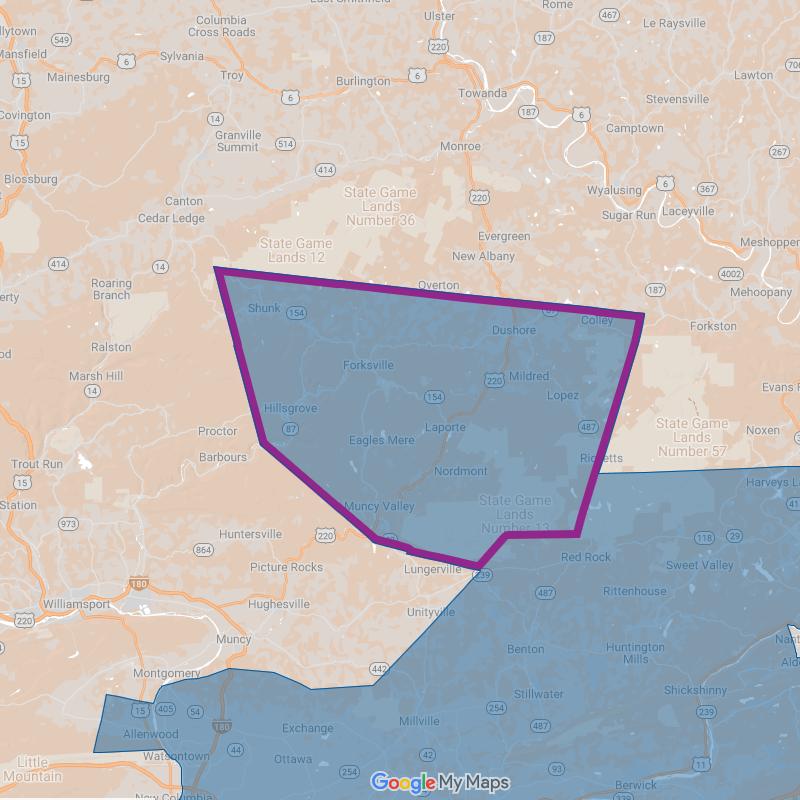 East Smithfield
Ulster
Rome
467
Le Raysville
Columbia
Cross Roads
187
549
220
Mansfield
Sylvania
6
706
Mainesburg
Troy
Burlington
6
Lawton
15
6
Towanda
Stevensville
Covington
14
187
6
Camptown
Granville
Summit
514
15
Monroe
267
Blossburg
414
Wyalusing
6
367
Canton
State Game
Lands
Number 36
220
Sugar Run
Laceyville
Cedar Ledge
Evergreen
Meshoppen
State Game
Lands 12
New Albany
414
14
4002
Roaring
Branch
Overton
187
Mehoopany
Shunk
154
87
Colley
Forkston
Dushore
Ralston
Forksville
220
Mildred
Marsh Hill
14
154
Lopez
Hillsgrove
87
Laporte
487
State Game
Lands
Number 57
Noxen
Proctor
Eagles Mere
Barbours
Ricketts
Trout Run
Nordmont
15
Harveys La
Station
Muncy Valley
State Game
Lands
Number 13
41
973
Huntersville
220
118
29
864
Red Rock
Sweet Valley
Picture Rocks
Lungerville
239
180
Rittenhouse
Williamsport
Hughesville
487
220
Unityville
Muncy
Benton
Huntington
Mills
Montgomery
442
Shickshinny
Stillwater
15
405
54
254
239
Allenwood
180
Exchange
Millville
487
Watsontown
44
Ottawa
42
11
Little
Mountain
254
93
Berwick
New Columbia
339
Google My Maps